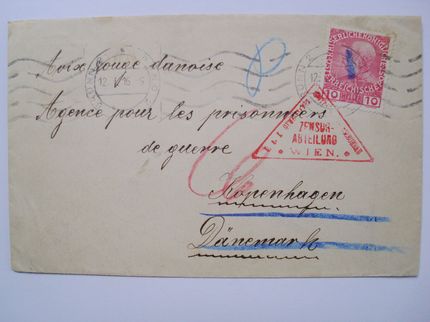 Croix rouge danoise
Agence pour les prisonniers
de guerre
Kopenhagen
Dänemark
ZENSUR-
ABTEILUNG
WIEN.
10 10